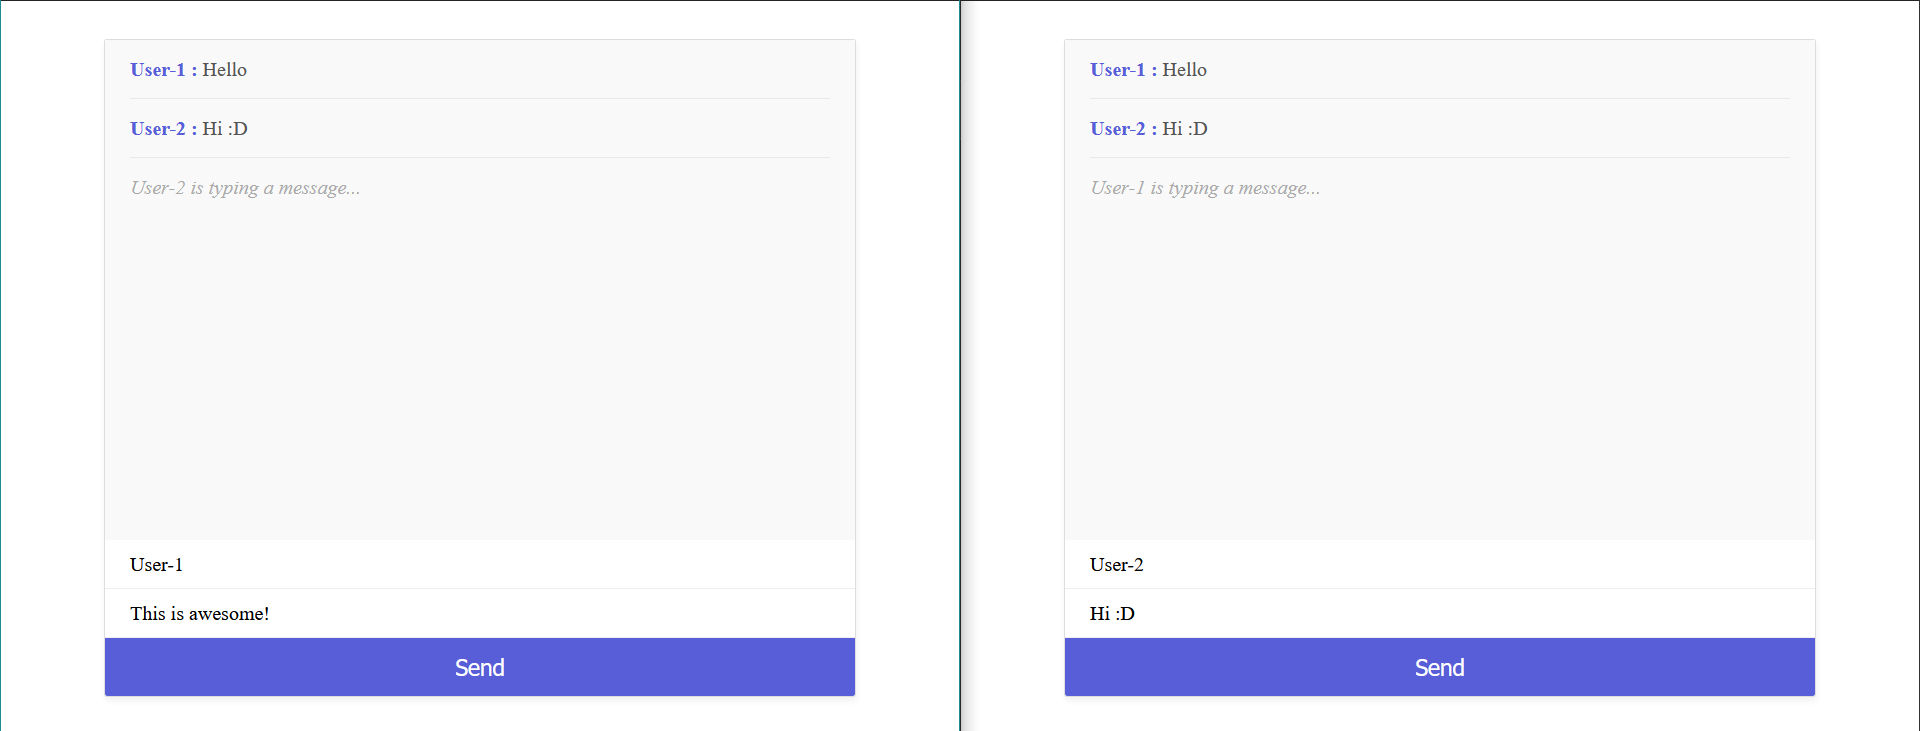 User-1 : Hello
User-2 : Hi :D
User-2 is typing a message...
User-1
This is awesome!
Send
User-1 : Hello
User-2 : Hi :D
User-1 is typing a message...
User-2
Hi :D
Send